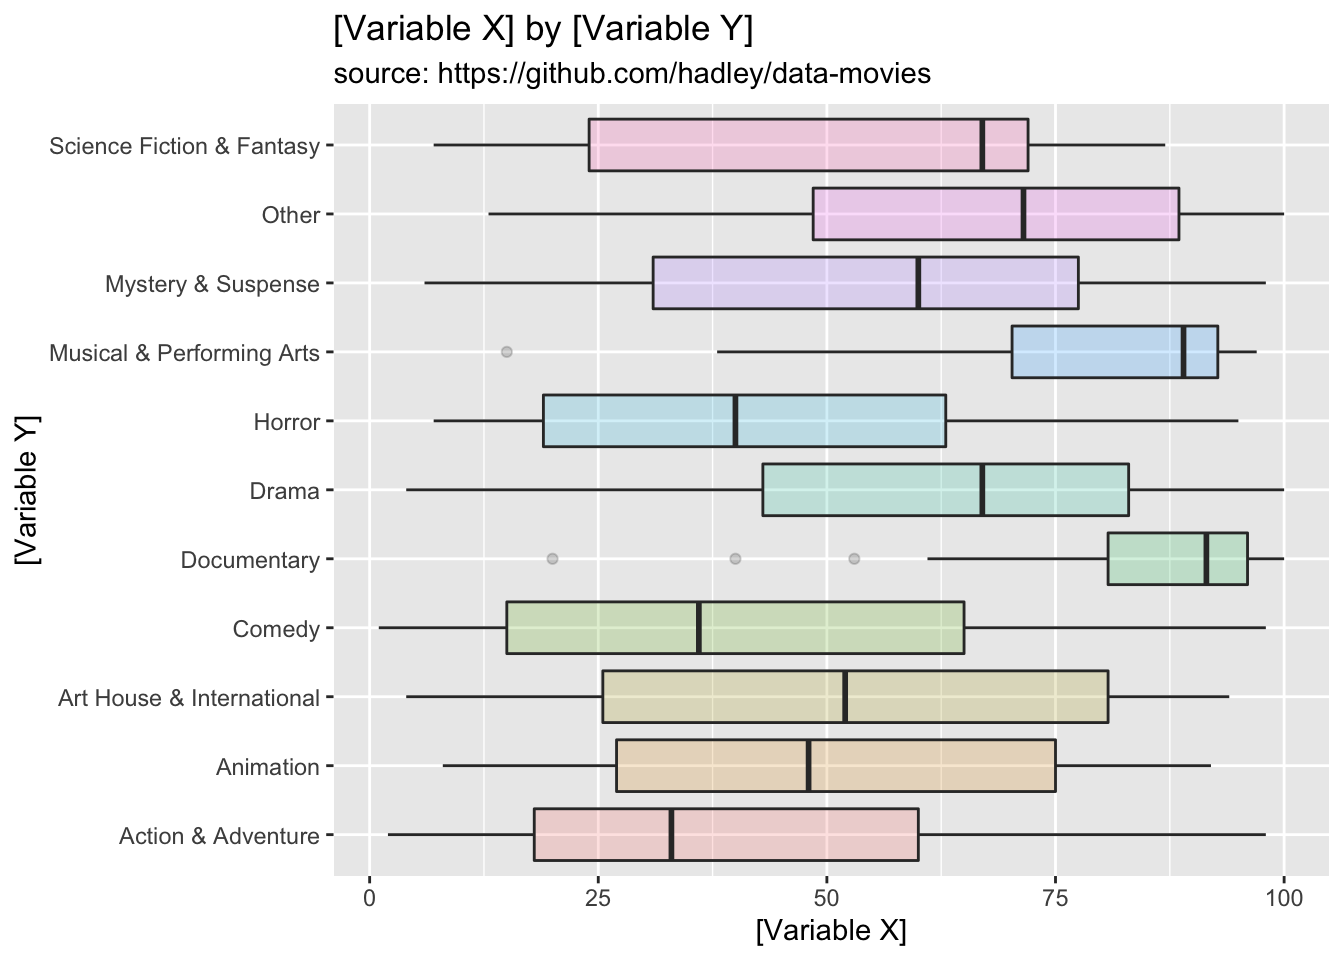 [Variable X] by [Variable Y]
source: https://github.com/hadley/data-movies
Science Fiction & Fantasy
Other
Mystery & Suspense
Musical & Performing Arts
Horror
Drama
Documentary
Comedy
Art House & International
Animation
Action & Adventure
[Variable Y]
0 25 50 75 100
[Variable X]